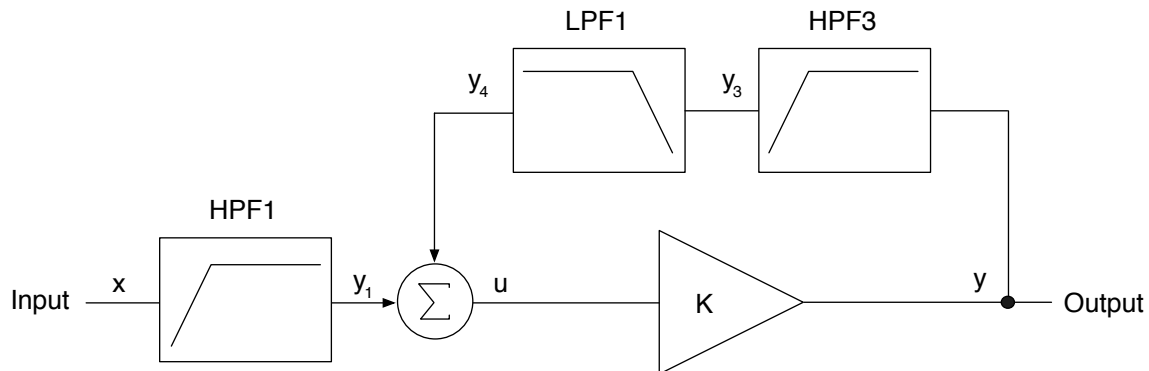 LPF1
HPF3
y4
y3
HPF1
Input
x
y1
Σ
u
K
y
Output